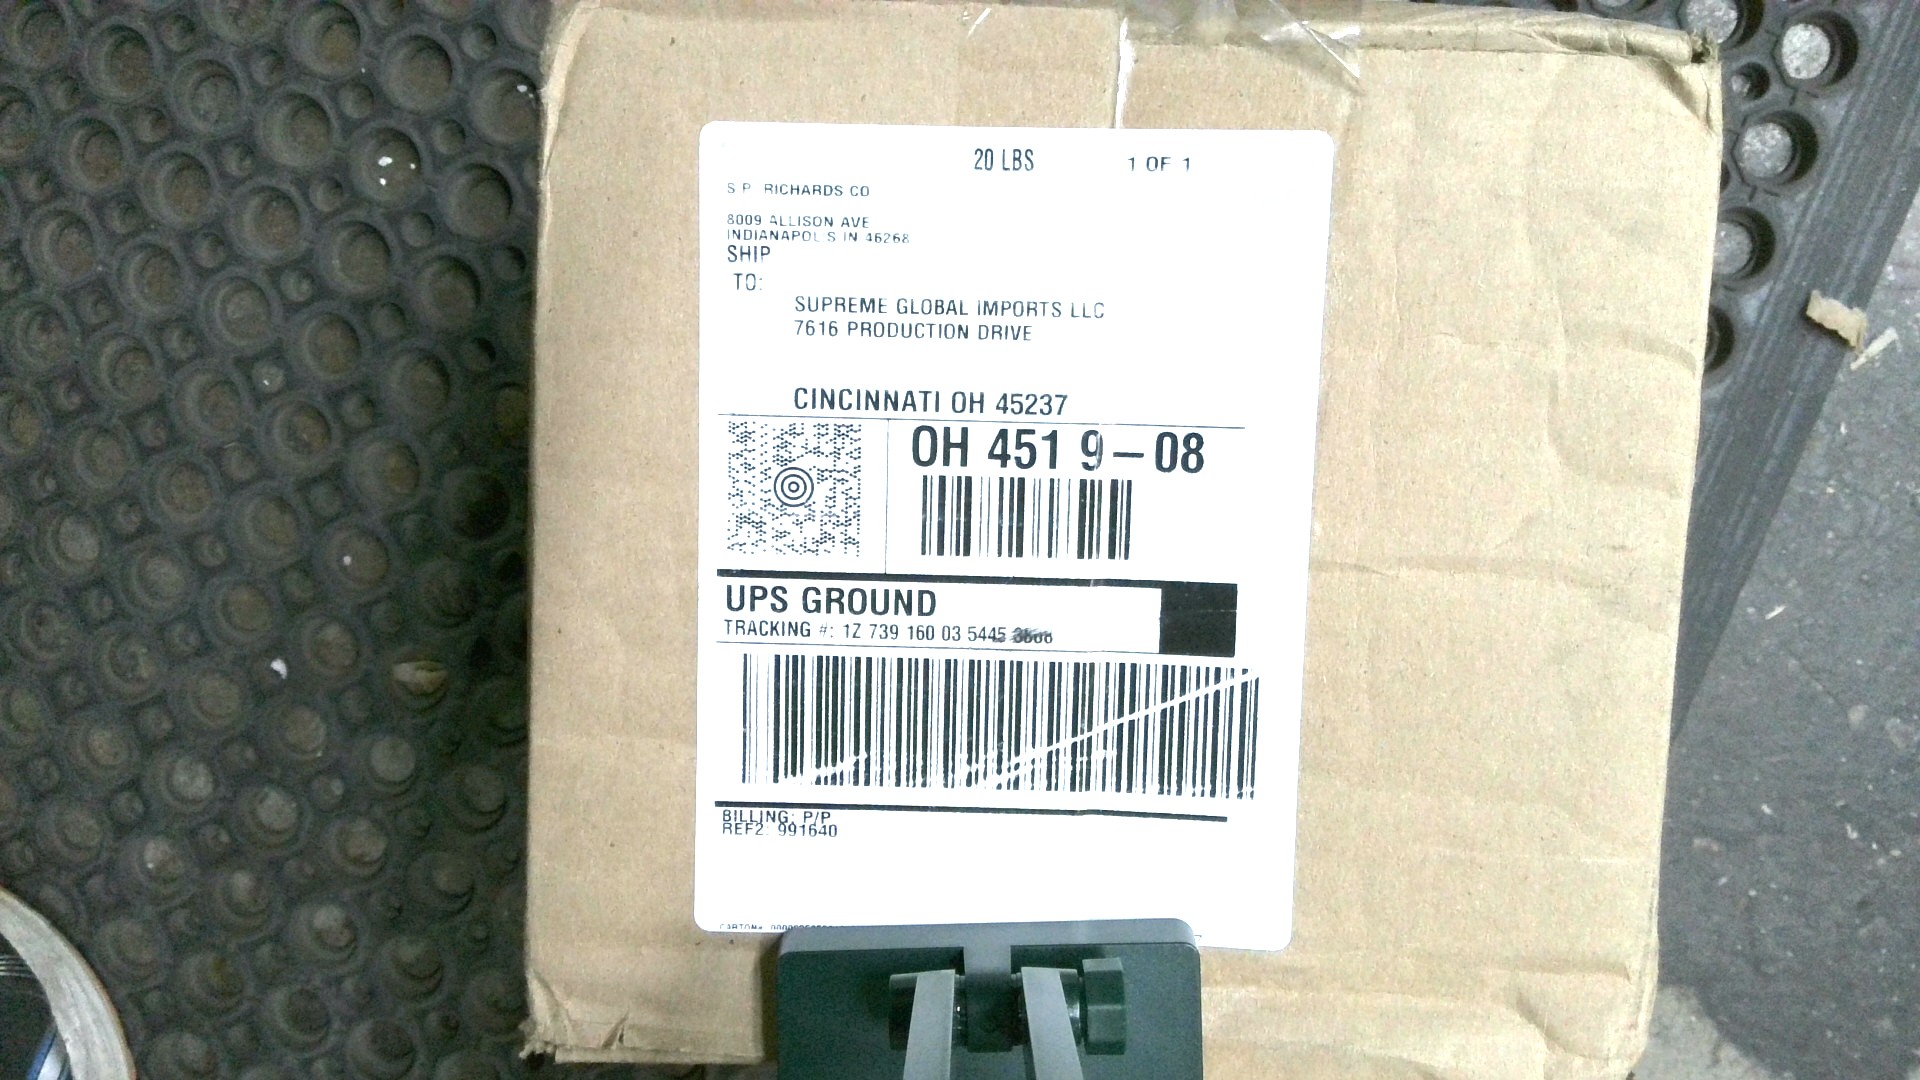 20 LBS 1 OF 1
S P RICHARDS CO
8009 ALLISON AVE
INDIANAPOL S IN 46268
SHIP
TO:
SUPREME GLOBAL IMPORTS LLC
7616 PRODUCTION DRIVE
CINCINNATI OH 45237
OH 451 9-08
UPS GROUND
TRACKING #: 1Z 739 160 03 5445
BILLING: P/P
REF2: 991640
CARTON#